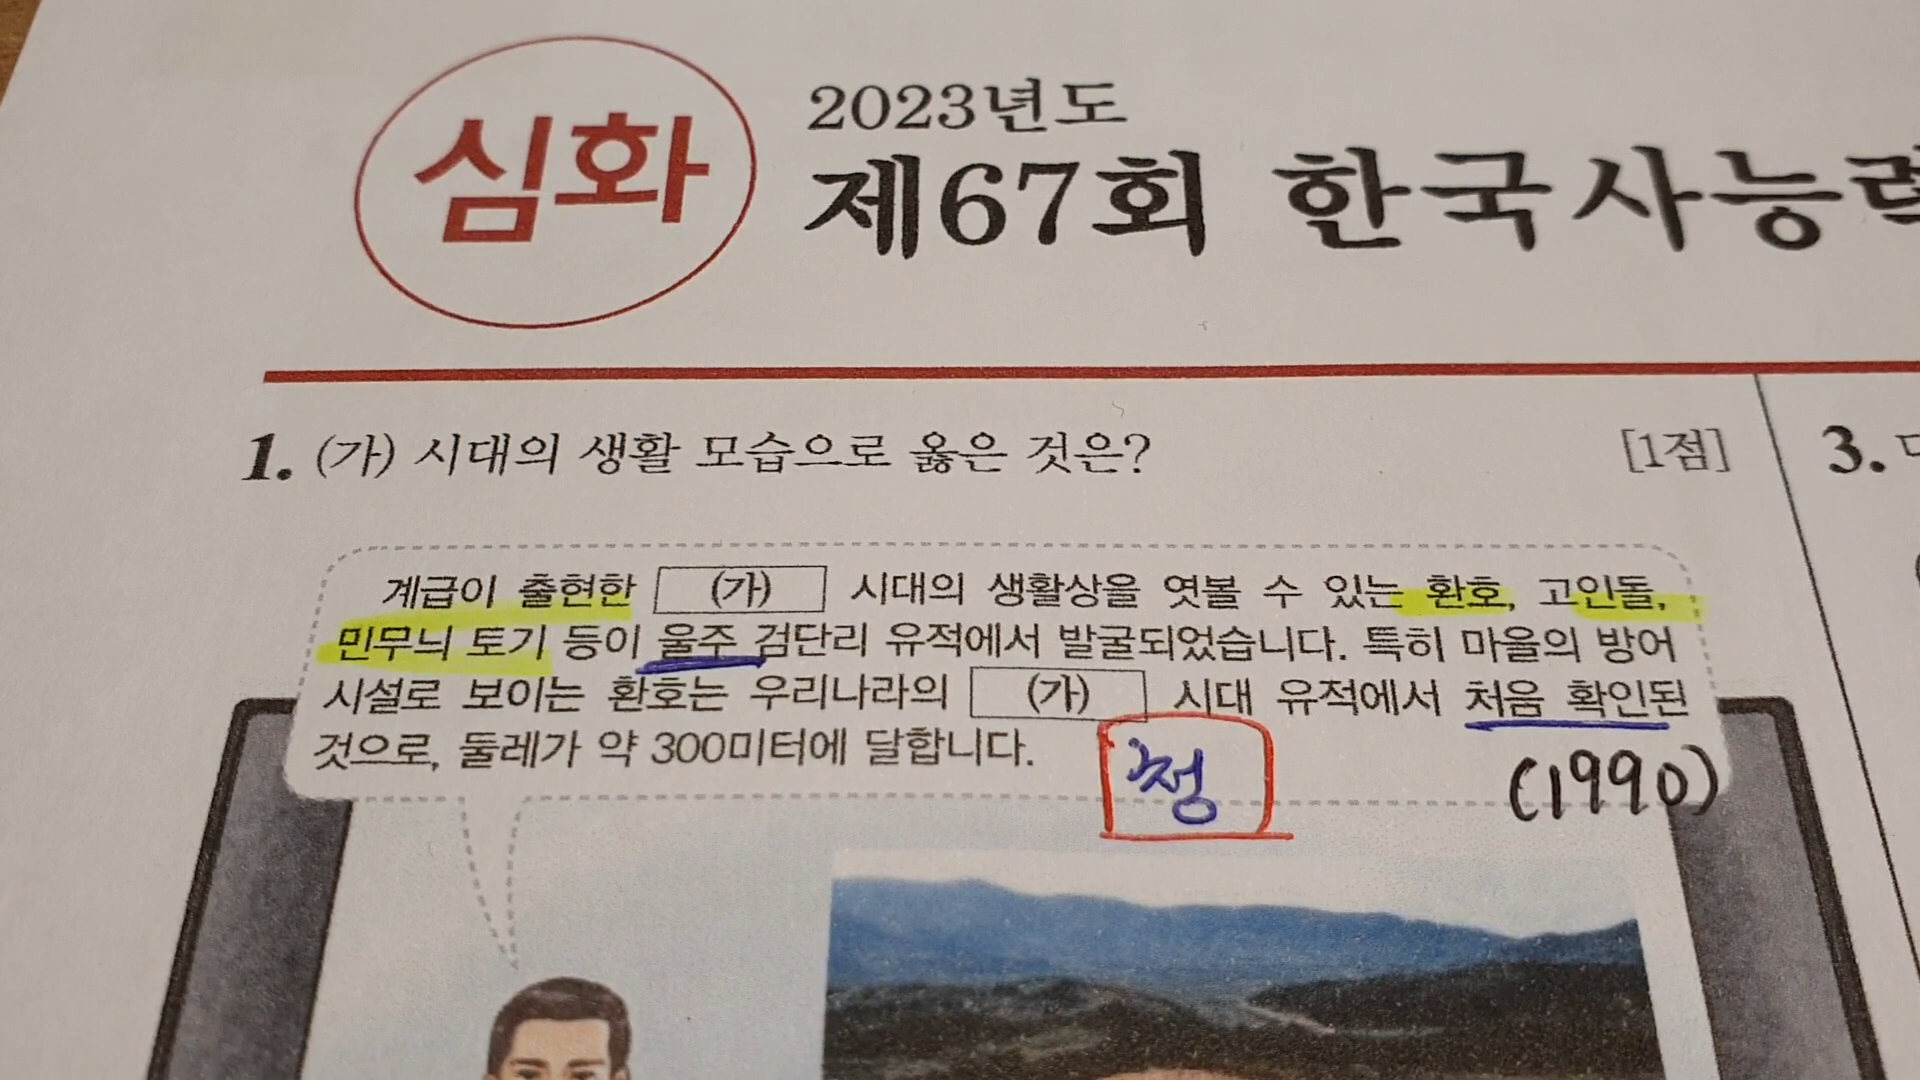 심화
2023년도
제67회 한국사능력
1. (가) 시대의 생활 모습으로 옳은 것은? [1점]
3.
계급이 출현한 (가) 시대의 생활상을 엿볼 수 있는 환호, 고인돌,
민무늬 토기 등이 울주 검단리 유적에서 발굴되었습니다. 특히 마을의 방어
시설로 보이는 환호는 우리나라의 (가) 시대 유적에서 처음 확인된
것으로, 둘레가 약 300미터에 달합니다.
청
(1990)